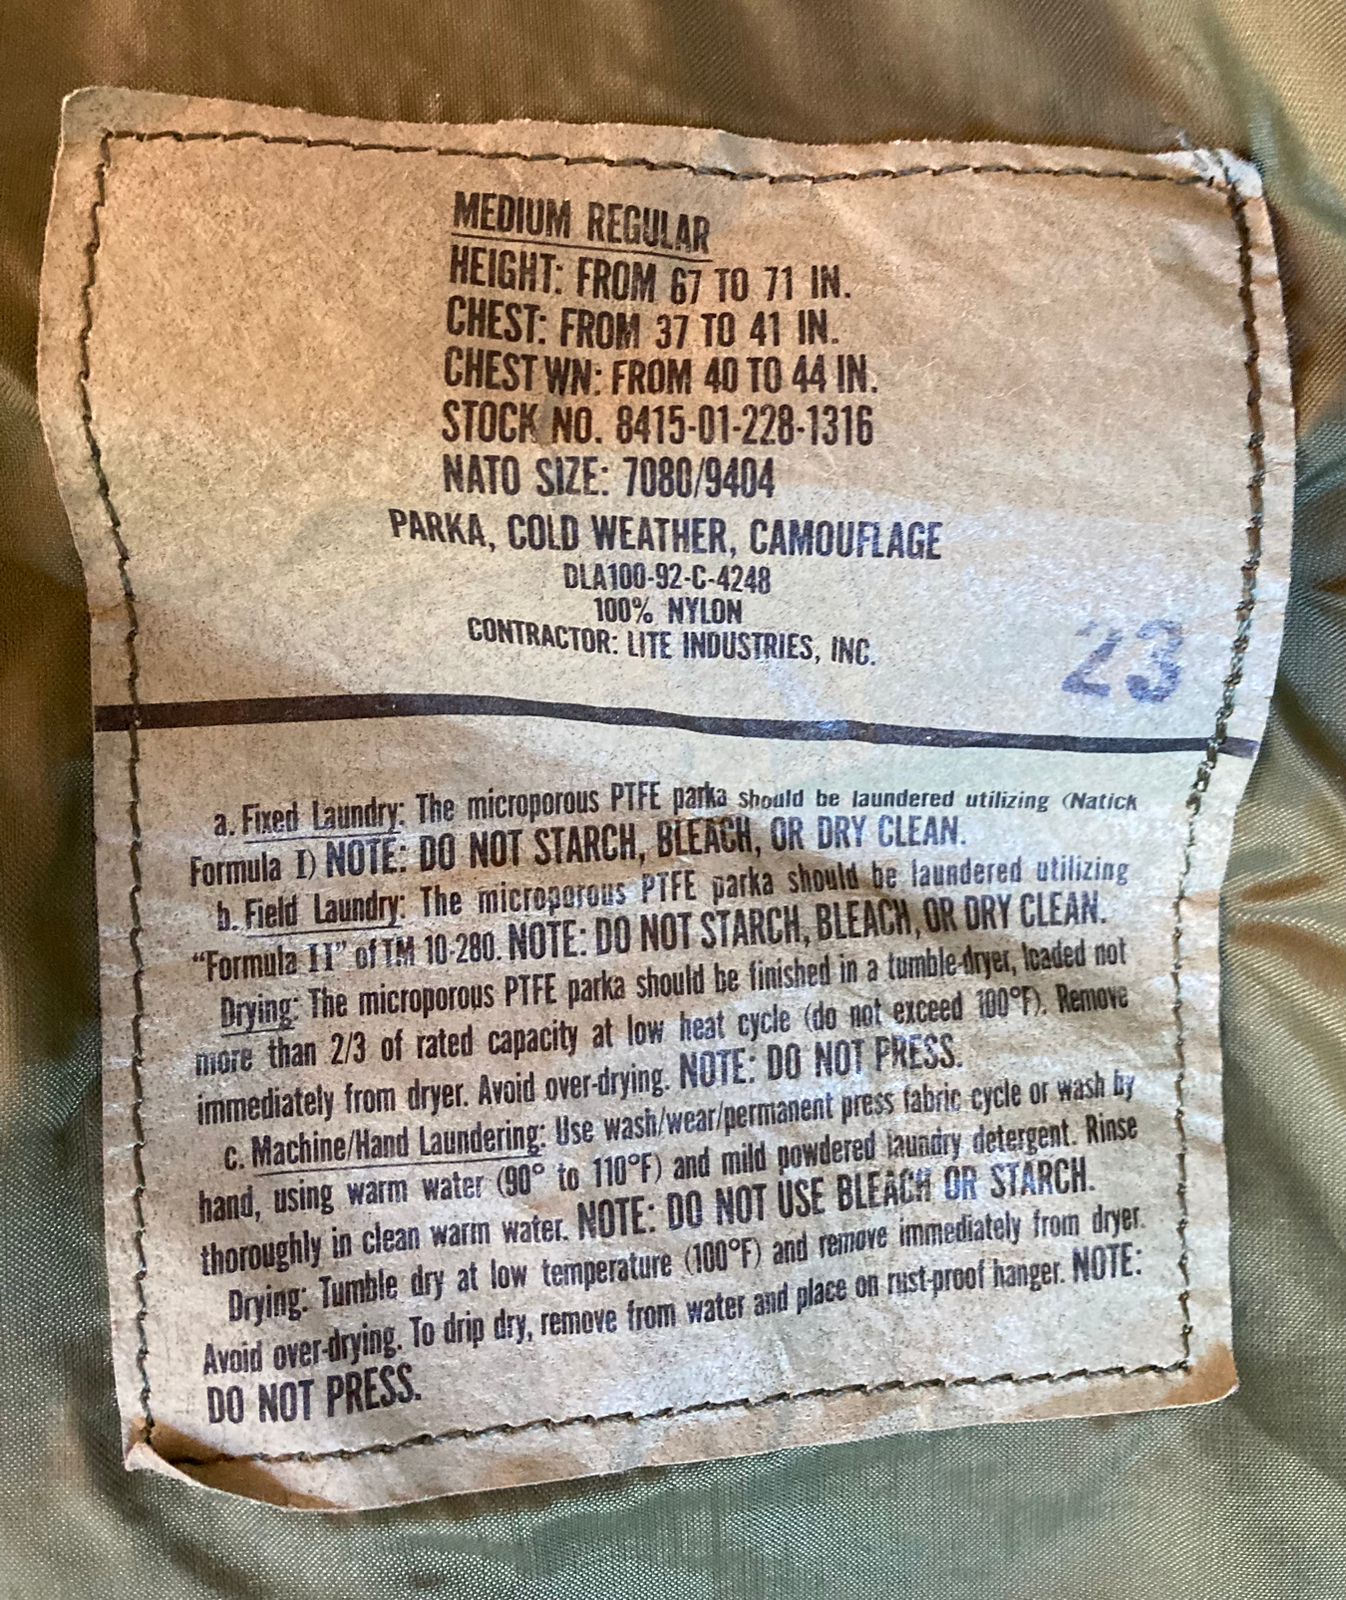 MEDIUM REGULAR
HEIGHT: FROM 67 TO 71 IN.
CHEST: FROM 37 TO 41 IN.
CHEST WN: FROM 40 TO 44 IN.
STOCK NO. 8415-01-228-1316
NATO SIZE: 7080/9404
PARKA, COLD WEATHER, CAMOUFLAGE
DLA100-92-C-4248
100% NYLON
CONTRACTOR: LITE INDUSTRIES, INC.
23
a. Fixed Laundry: The microporous PTFE parka should be laundered utilizing (Natick
Formula I) NOTE: DO NOT STARCH, BLEACH, OR DRY CLEAN.
b. Field Laundry: The microporous PTFE parka should be laundered utilizing
“Formula II” of TM 10-280. NOTE: DO NOT STARCH, BLEACH, OR DRY CLEAN.
Drying: The microporous PTFE parka should be finished in a tumble-dryer, loaded not
more than 2/3 of rated capacity at low heat cycle (do not exceed 100°F). Remove
immediately from dryer. Avoid over-drying. NOTE: DO NOT PRESS.
c. Machine/Hand Laundering: Use wash/wear/permanent press fabric cycle or wash by
hand, using warm water (90° to 110°F) and mild powdered laundry detergent. Rinse
thoroughly in clean warm water. NOTE: DO NOT USE BLEACH OR STARCH.
Drying: Tumble dry at low temperature (100°F) and remove immediately from dryer.
Avoid over-drying. To drip dry, remove from water and place on rust-proof hanger. NOTE:
DO NOT PRESS.